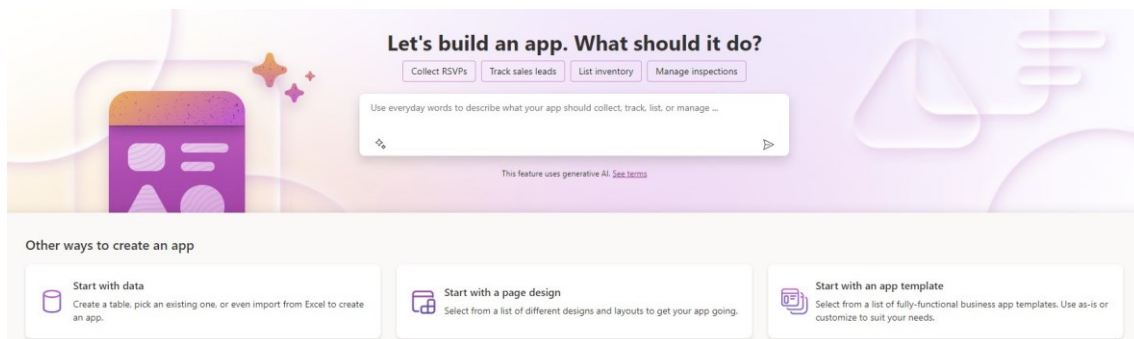 Let's build an app. What should it do?
Collect RSVPs
Track sales leads
List inventory
Manage inspections
Use everyday words to describe what your app should collect, track, list, or manage ...
This feature uses generative AI. See terms
Other ways to create an app
Start with data
Create a table, pick an existing one, or even import from Excel to create
an app.
Start with a page design
Select from a list of different designs and layouts to get your app going.
Start with an app template
Select from a list of fully-functional business app templates. Use as-is or
customize to suit your needs.